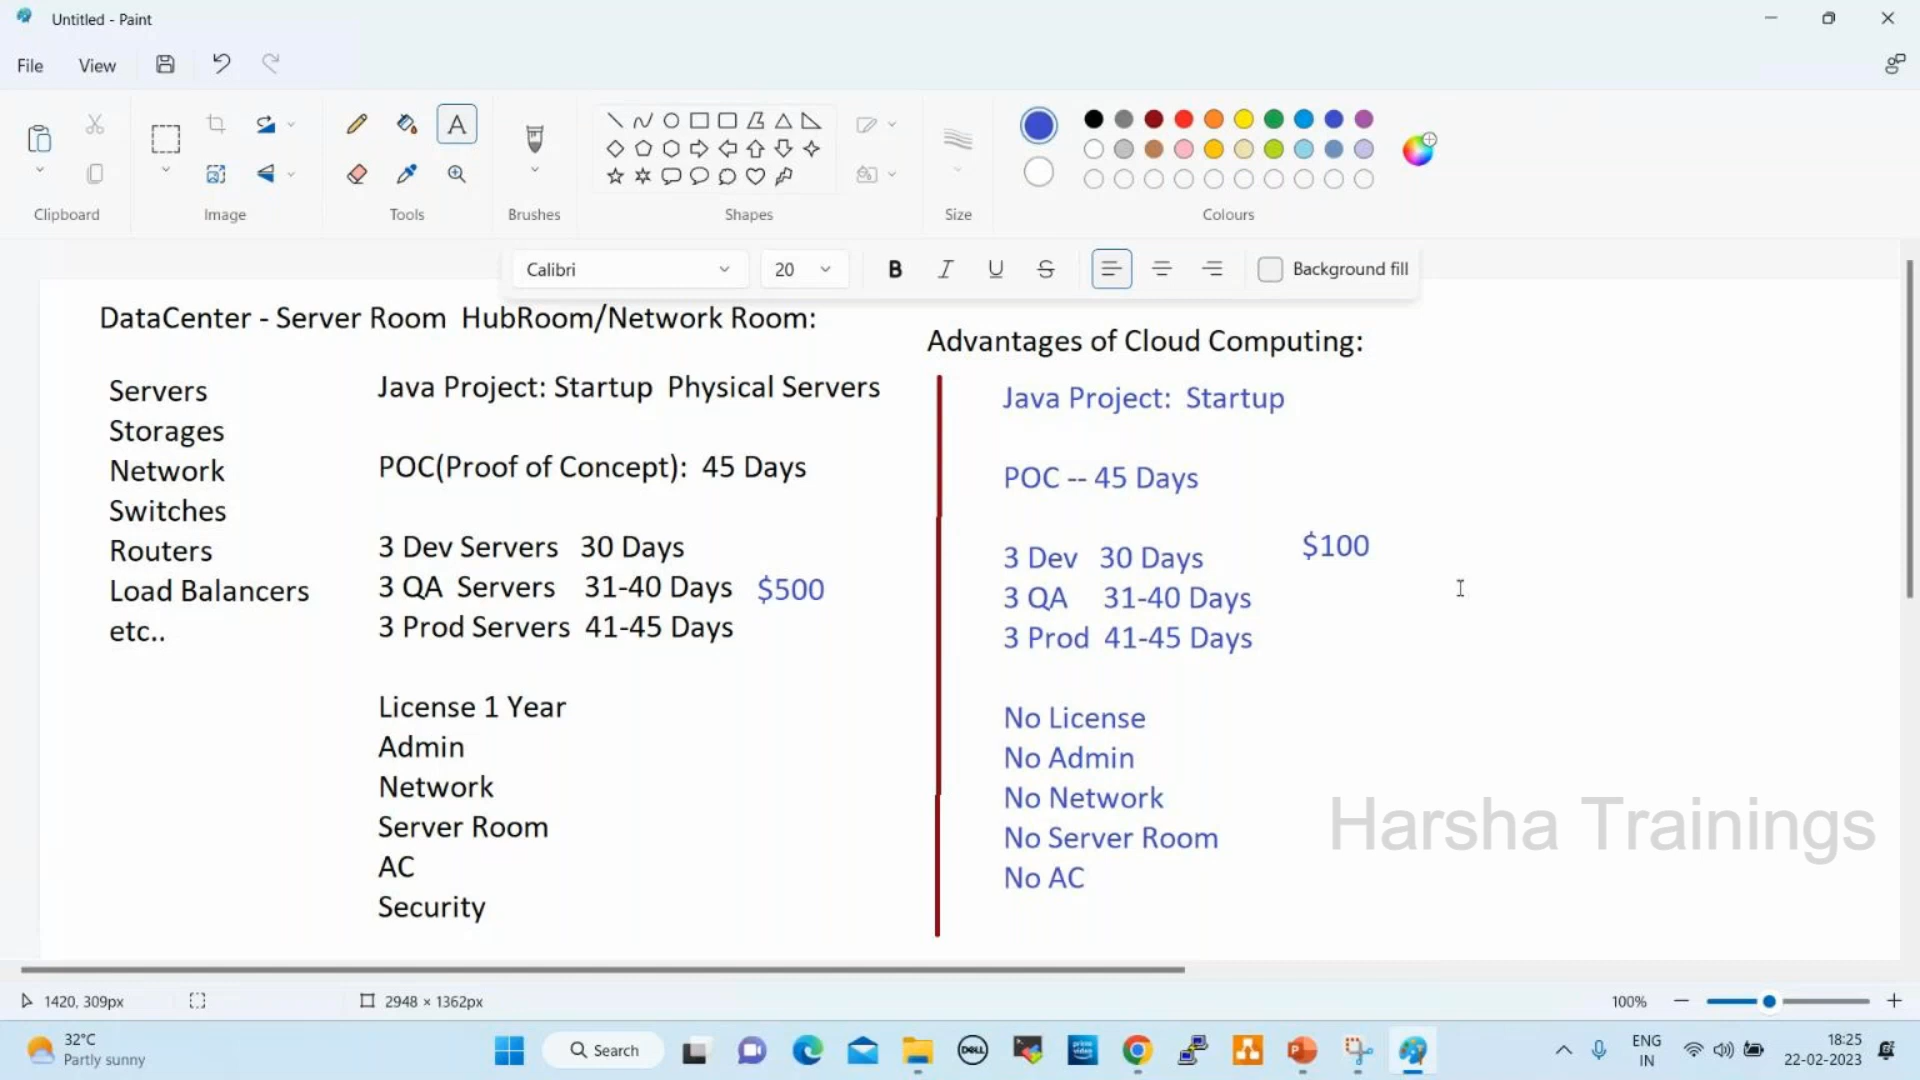 Untitled - Paint
File View
Clipboard Image Tools Brushes Shapes Size Colours
Calibri 20 B I U S Background fill
DataCenter - Server Room  HubRoom/Network Room:
Servers
Storages
Network
Switches
Routers
Load Balancers
etc..
Java Project: Startup  Physical Servers
POC(Proof of Concept):  45 Days
3 Dev Servers   30 Days
3 QA  Servers    31-40 Days
3 Prod Servers  41-45 Days
$500
License 1 Year
Admin
Network
Server Room
AC
Security
Advantages of Cloud Computing:
Java Project:  Startup
POC -- 45 Days
3 Dev   30 Days
3 QA     31-40 Days
3 Prod  41-45 Days
$100
No License
No Admin
No Network
No Server Room
No AC
Harsha Trainings
1420, 309px 2948 × 1362px 100%
32°C
Partly sunny
Search
DELL
prime video
ENG
IN
18:25
22-02-2023